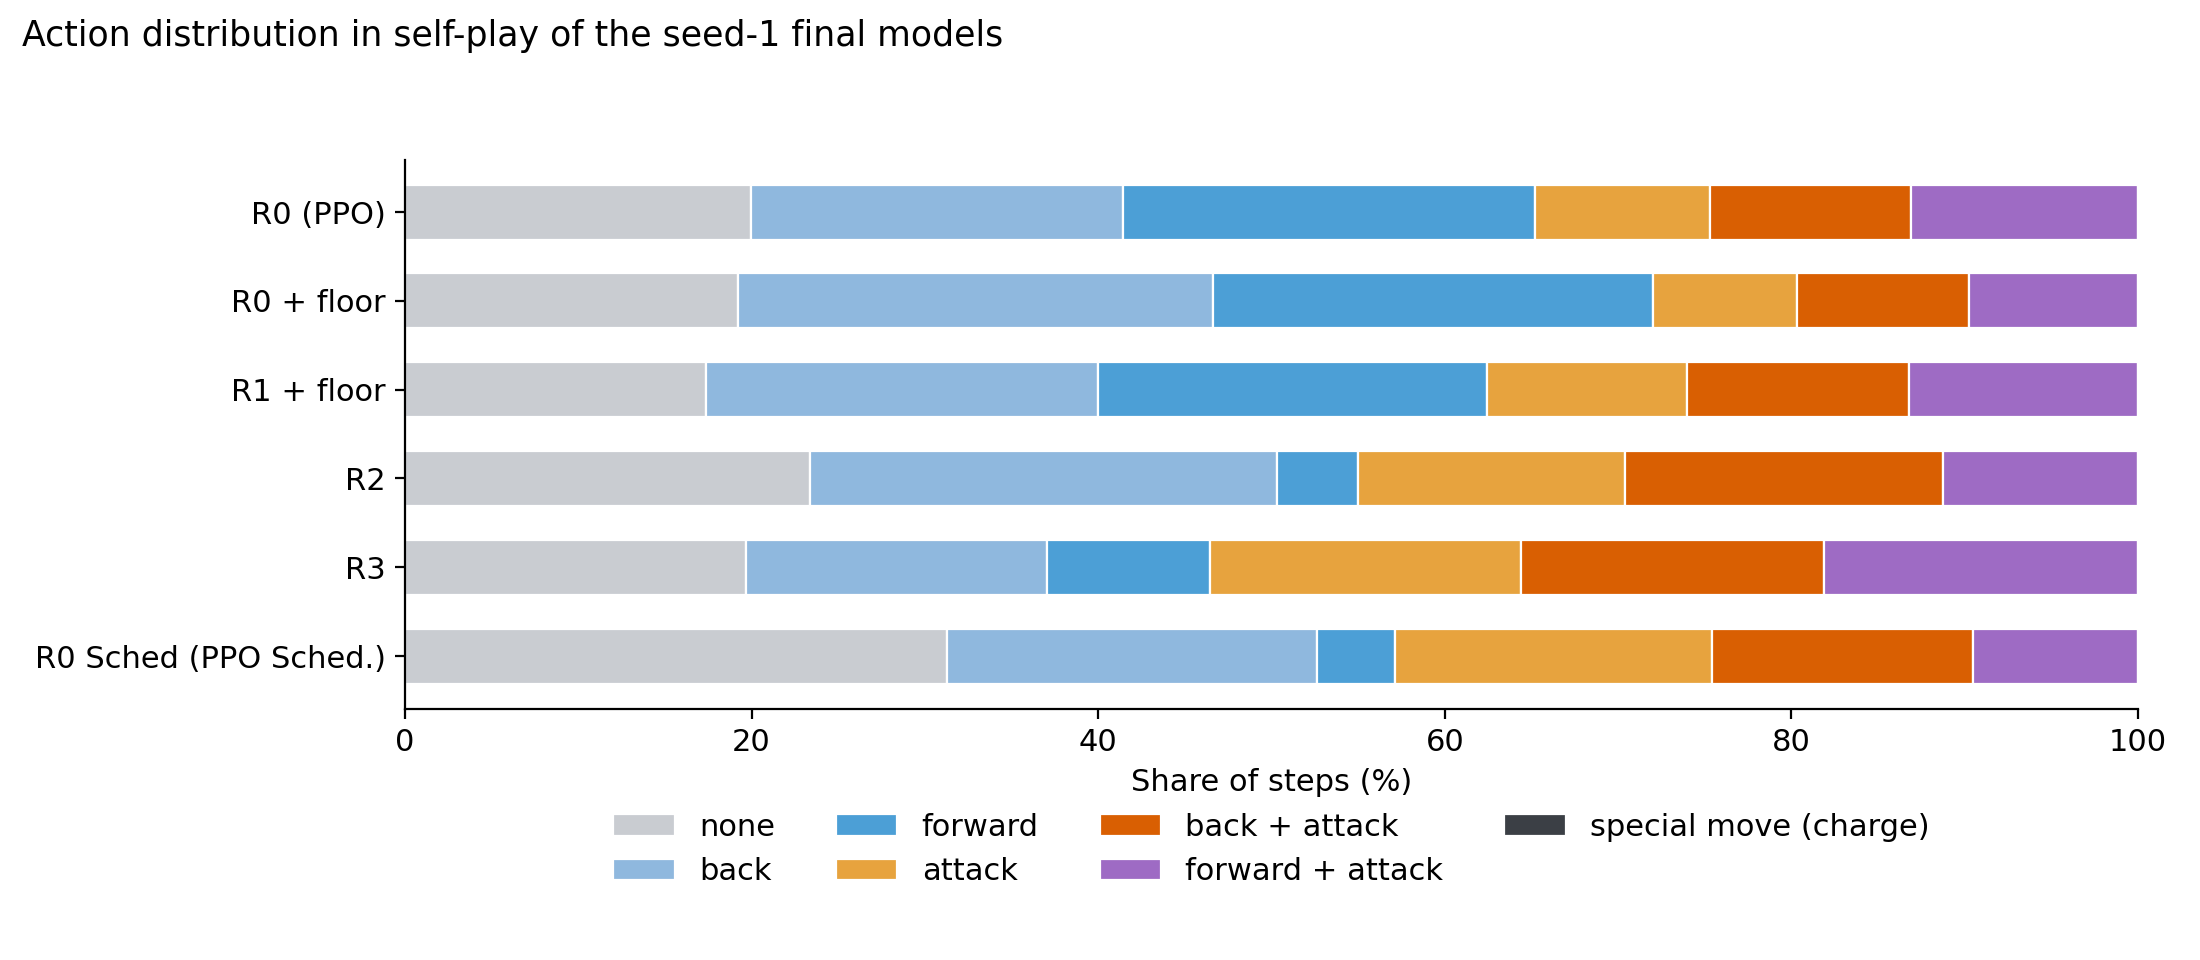 Action distribution in self-play of the seed-1 final models
R0 (PPO)
R0 + floor
R1 + floor
R2
R3
R0 Sched (PPO Sched.)
0 20 40 60 80 100
Share of steps (%)
none forward back + attack special move (charge)
back attack forward + attack